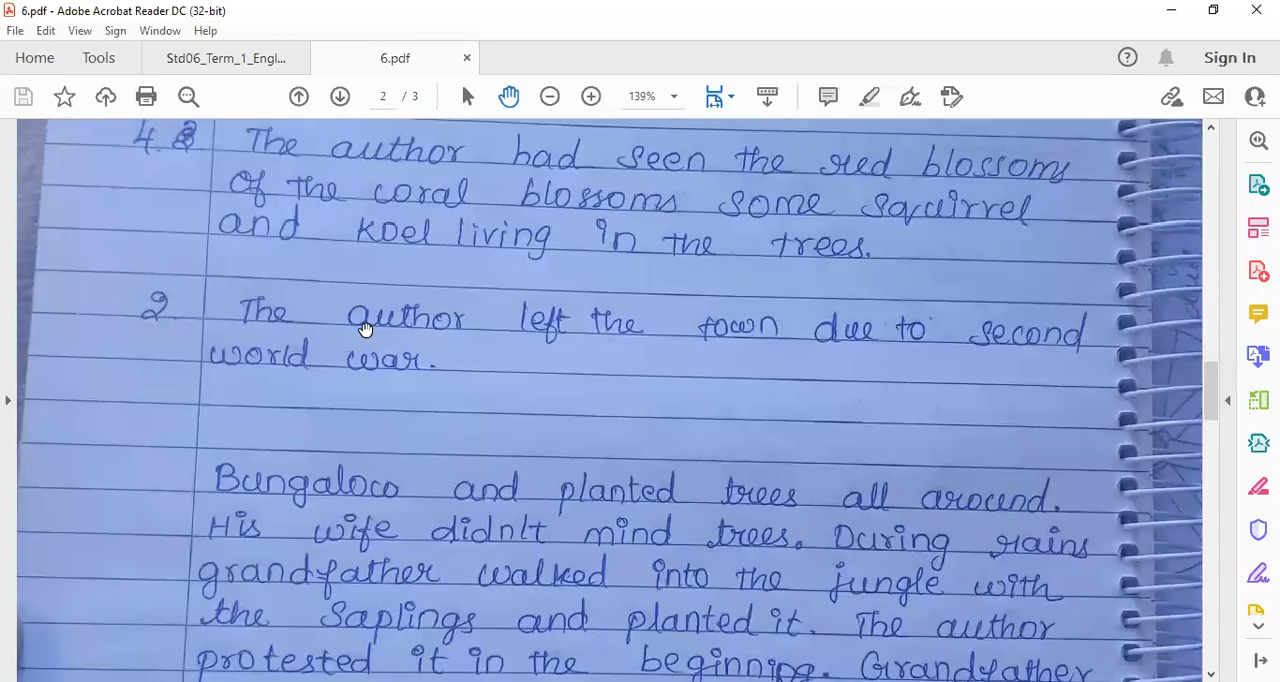 6.pdf - Adobe Acrobat Reader DC (32-bit)
File Edit View Sign Window Help
Home Tools Std06_Term_1_Engl... 6.pdf × Sign In
2 / 3 139%
4. The author had seen the red blossoms
of the coral blossoms some squirrel
and koel living in the trees.
2 The author left the town due to second
world war.
Bungaloco and planted trees all around.
His wife didn't mind trees. During rains
grandfather walked into the jungle with
the saplings and planted it. The author
protested it in the beginning. Grandfather